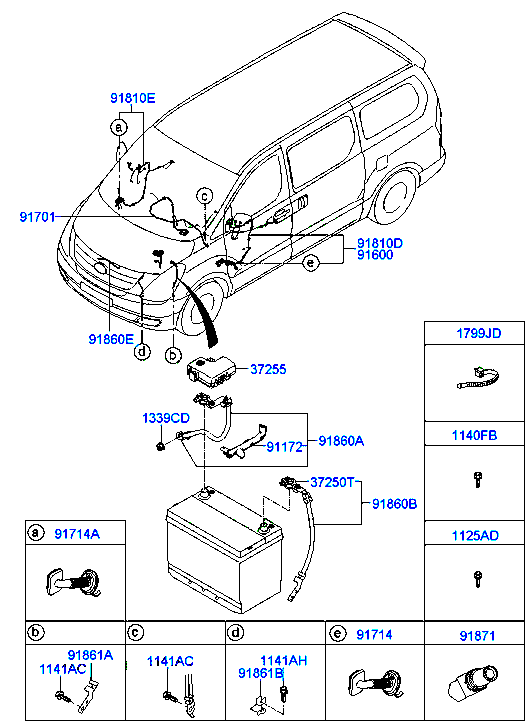 91810E
a
c
91701
91810D
91600
e
91860E
d
b
1799JD
37255
1339CD
1140FB
91860A
91172
37250T
91860B
a 91714A
1125AD
b
c
d
e 91714
91871
91861A
1141AC
1141AC
1141AH
91861B